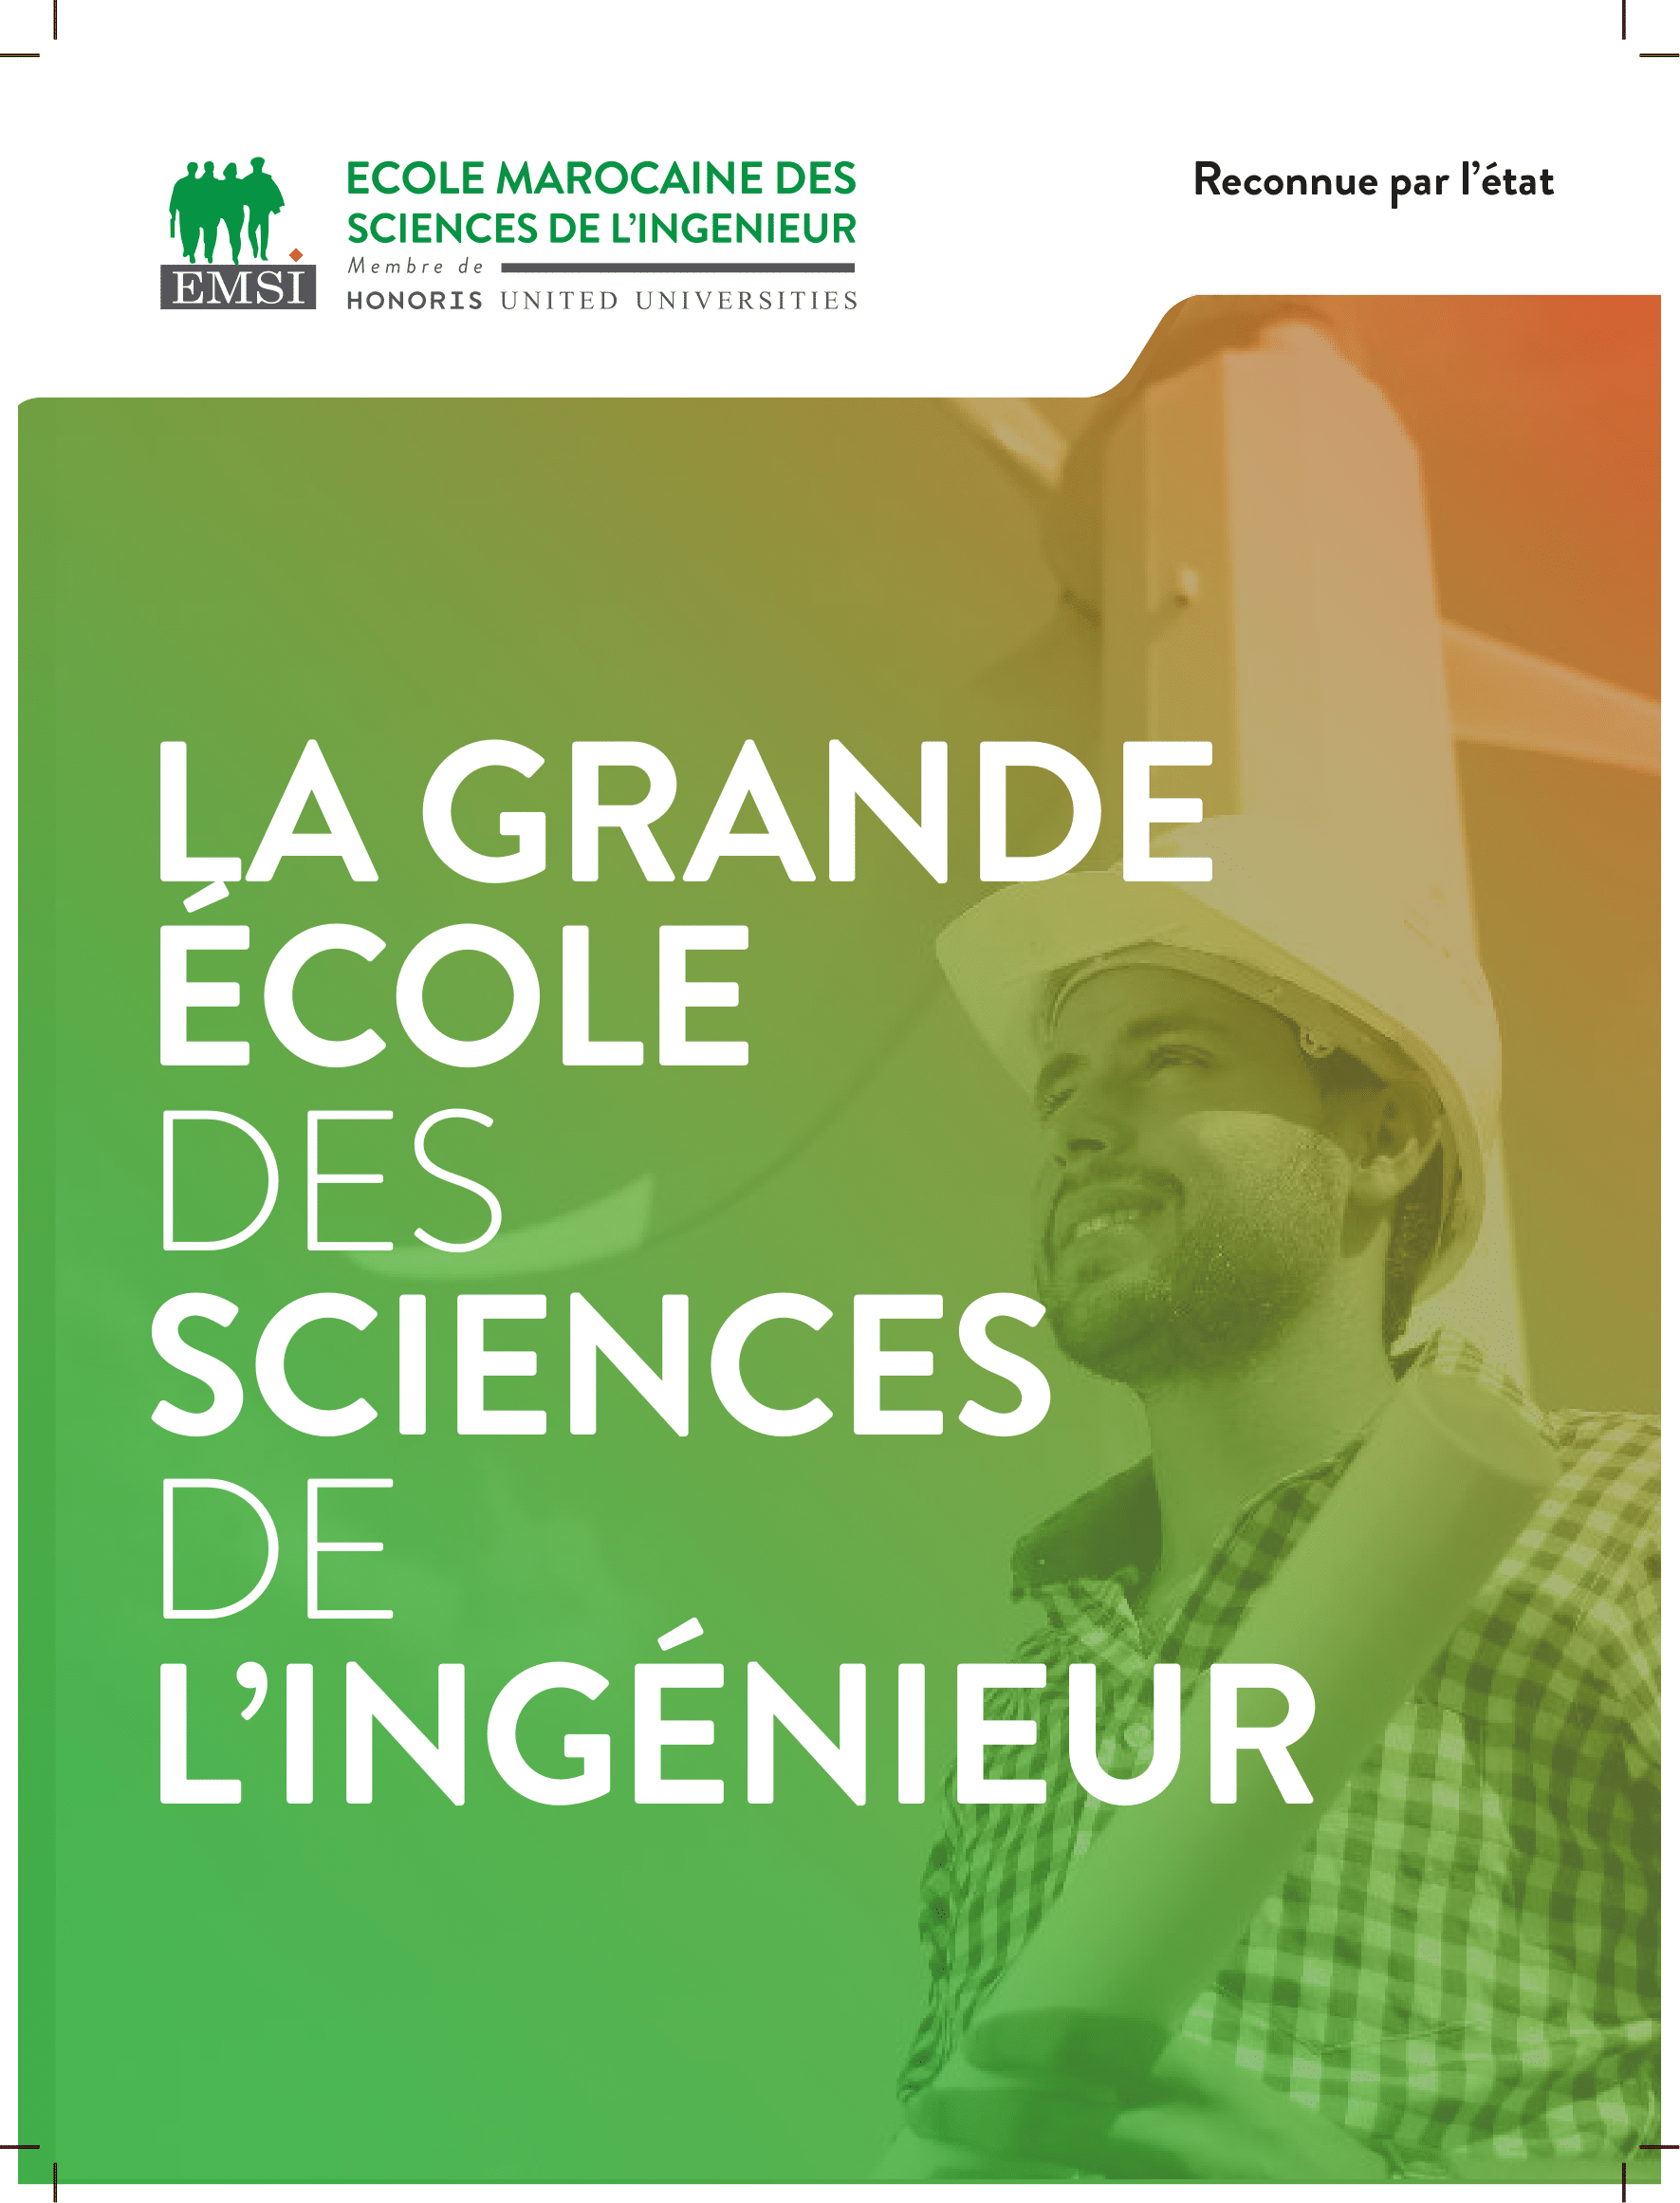 ECOLE MAROCAINE DES
SCIENCES DE L'INGENIEUR
Membre de
HONORIS UNITED UNIVERSITIES
EMSI
Reconnue par l'état
LA GRANDE
ÉCOLE
DES
SCIENCES
DE
L'INGÉNIEUR